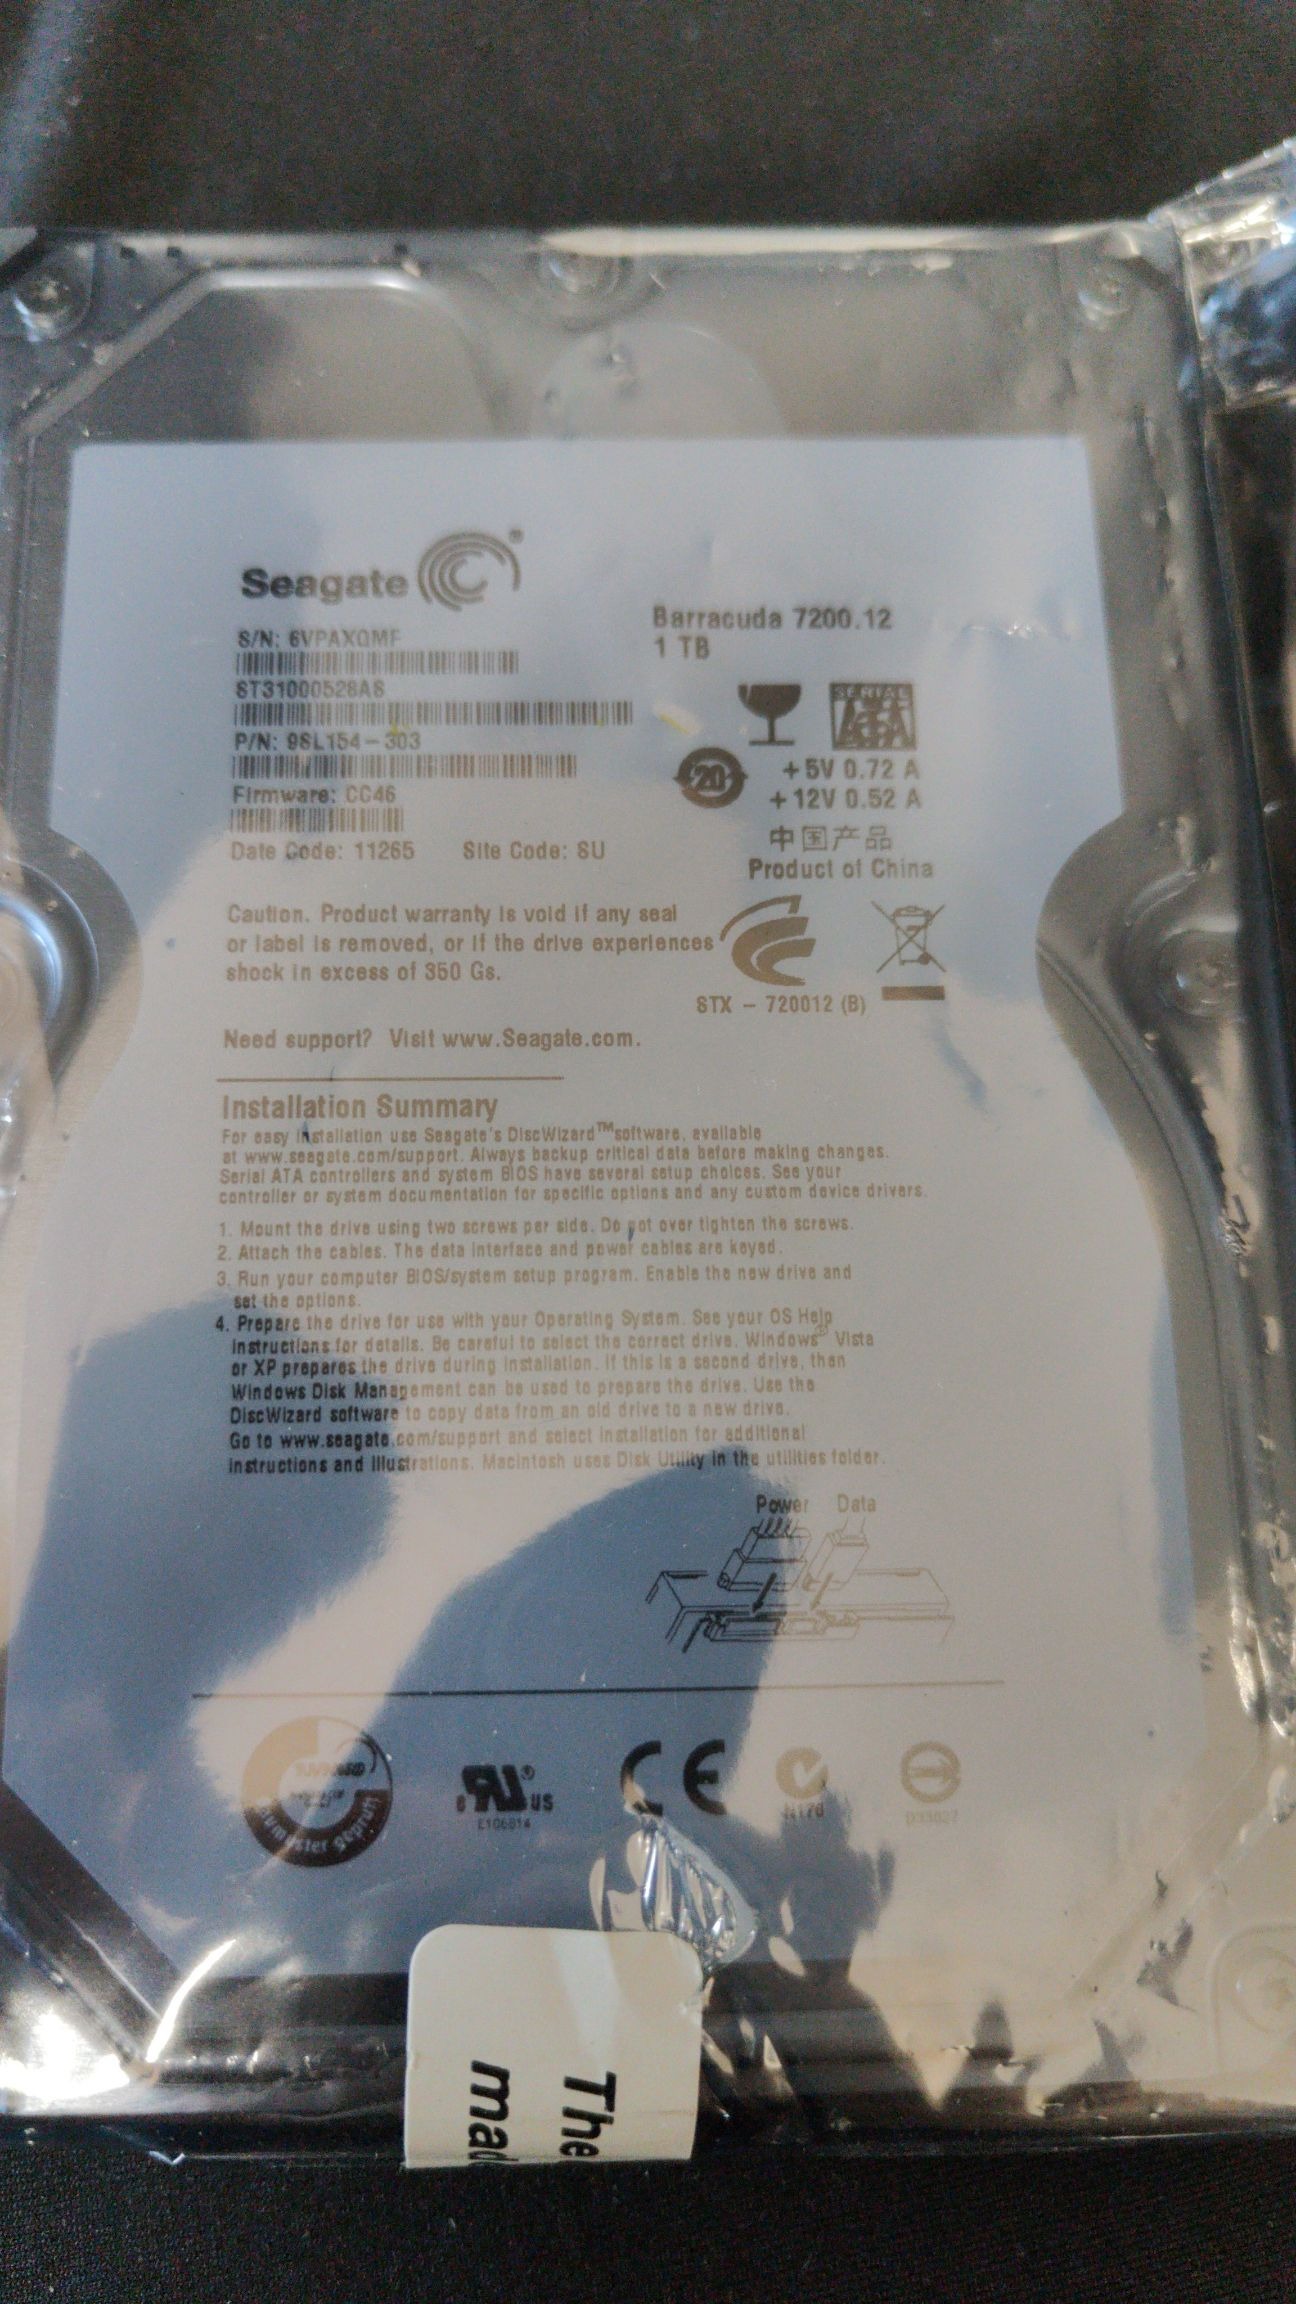 Seagate®
S/N: 6VPAXQMF
ST31000528AS
P/N: 9SL154-303
Firmware: CC46
Date Code: 11265 Site Code: SU
Barracuda 7200.12
1 TB
SERIAL
ATA
20
+5V 0.72 A
+12V 0.52 A
中国产品
Product of China
Caution. Product warranty is void if any seal
or label is removed, or if the drive experiences
shock in excess of 350 Gs.
STX - 720012 (B)
Need support? Visit www.Seagate.com.
Installation Summary
For easy installation use Seagate's DiscWizard™ software, available
at www.seagate.com/support. Always backup critical data before making changes.
Serial ATA controllers and system BIOS have several setup choices. See your
controller or system documentation for specific options and any custom device drivers.
1. Mount the drive using two screws per side. Do not over tighten the screws.
2. Attach the cables. The data interface and power cables are keyed.
3. Run your computer BIOS/system setup program. Enable the new drive and
set the options.
4. Prepare the drive for use with your Operating System. See your OS Help
instructions for details. Be careful to select the correct drive. Windows® Vista
or XP prepares the drive during installation. If this is a second drive, then
Windows Disk Management can be used to prepare the drive. Use the
DiscWizard software to copy data from an old drive to a new drive.
Go to www.seagate.com/support and select installation for additional
instructions and illustrations. Macintosh uses Disk Utility in the utilities folder.
Power Data
geprüft
c RU® US
E106814
CE
N176
D33027
The
mad